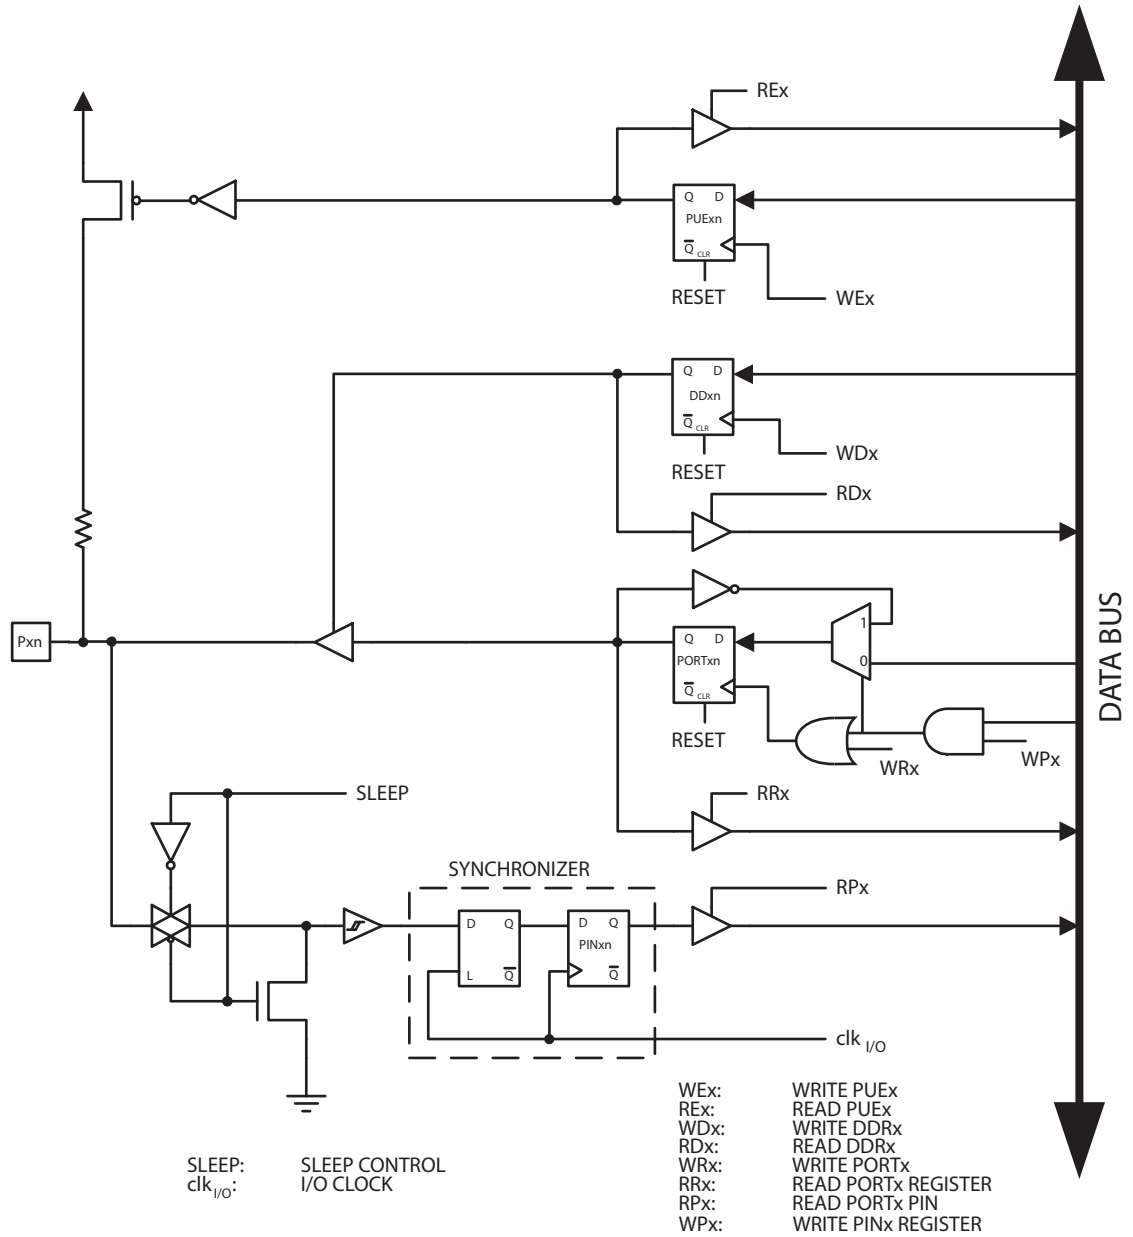 REx
Q D
PUExn
Q CLR
RESET
WEx
Q D
DDxn
Q CLR
RESET
WDx
RDx
Pxn
1
Q D
PORTxn
0
Q CLR
RESET
WRx
WPx
DATA BUS
SLEEP
RRx
SYNCHRONIZER
RPx
D Q
L Q
D Q
PINxn
Q
clk I/O
WEx: WRITE PUEx
REx: READ PUEx
WDx: WRITE DDRx
RDx: READ DDRx
WRx: WRITE PORTx
RRx: READ PORTx REGISTER
RPx: READ PORTx PIN
WPx: WRITE PINx REGISTER
SLEEP: SLEEP CONTROL
clk I/O: I/O CLOCK